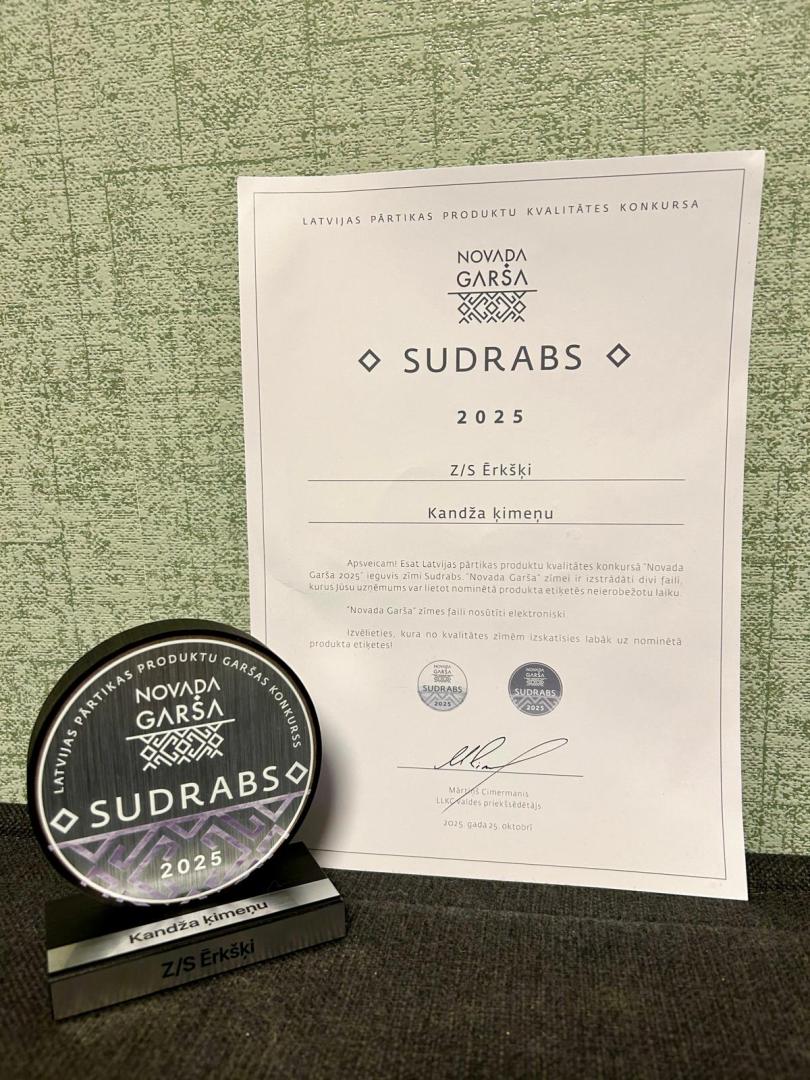 LATVIJAS PĀRTIKAS PRODUKTU KVALITĀTES KONKURSA
NOVADA
GARŠA
SUDRABS
2025
Z/S Ērkšķi
Kandža ķimeņu
Apsveicam! Esat Latvijas pārtikas produktu kvalitātes konkursā "Novada
Garša 2025" ieguvis zīmi Sudrabs. "Novada Garša" zīmei ir izstrādāti divi faili,
kurus Jūsu uzņēmums var lietot nominētā produkta etiķetēs neierobežotu laiku.
"Novada Garša" zīmes faili nosūtīti elektroniski.
Izvēlieties, kura no kvalitātes zīmēm izskatīsies labāk uz nominētā
produkta etiķetes!
NOVADA
GARŠA
SUDRABS
2025
NOVADA
GARŠA
SUDRABS
2025
Mārtiņš Cimermanis
LLKC valdes priekšsēdētājs
2025. gada 25. oktobrī
LATVIJAS PĀRTIKAS PRODUKTU GARŠAS KONKURSS
NOVADA
GARŠA
SUDRABS
2025
Kandža ķimeņu
Z/S Ērkšķi